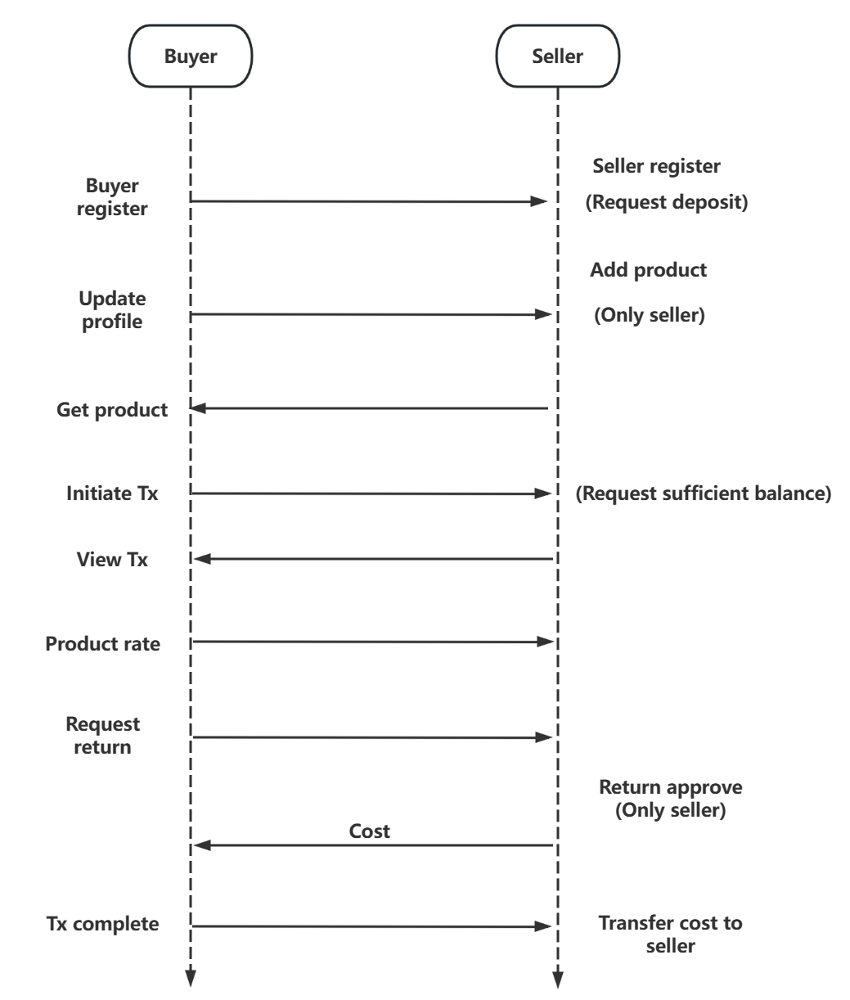 Buyer
Seller
Seller register
Buyer
register
(Request deposit)
Add product
Update
profile
(Only seller)
Get product
Initiate Tx
(Request sufficient balance)
View Tx
Product rate
Request
return
Return approve
(Only seller)
Cost
Tx complete
Transfer cost to
seller